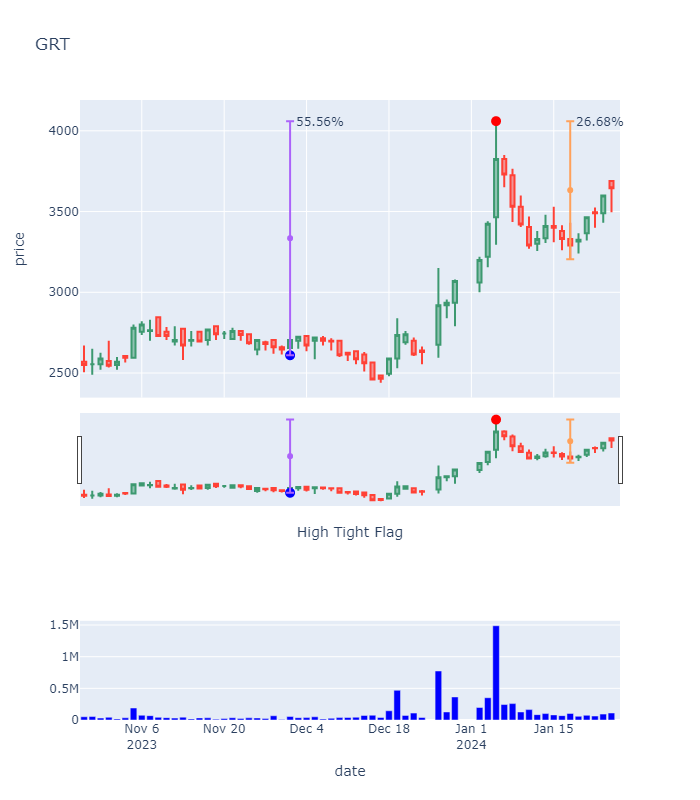 GRT
55.56%
26.68%
4000
3500
3000
2500
price
High Tight Flag
1.5M
1M
0.5M
0
Nov 6
2023
Nov 20
Dec 4
Dec 18
Jan 1
2024
Jan 15
date